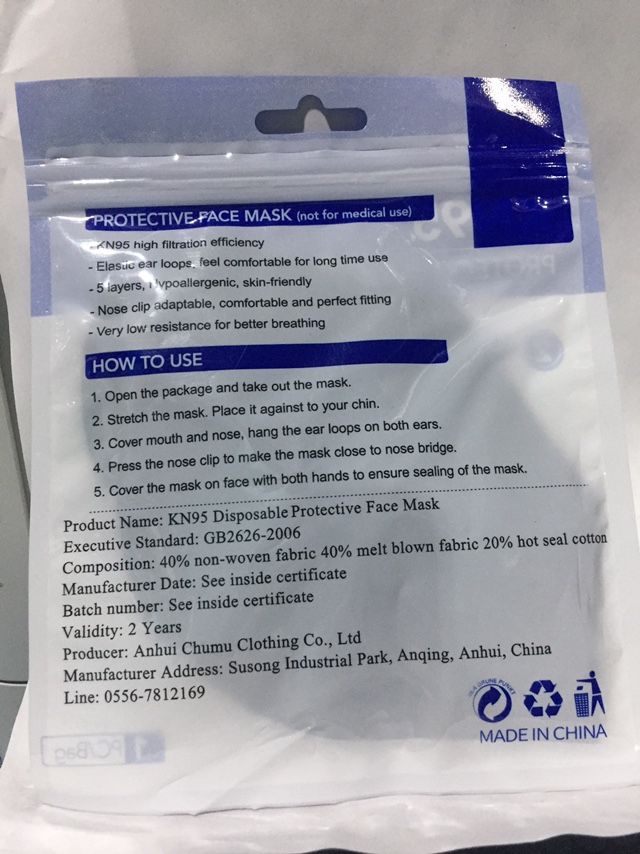 PROTECTIVE FACE MASK (not for medical use)
- KN95 high filtration efficiency
- Elastic ear loops, feel comfortable for long time use
- 5 layers, Hypoallergenic, skin-friendly
- Nose clip adaptable, comfortable and perfect fitting
- Very low resistance for better breathing
HOW TO USE
1. Open the package and take out the mask.
2. Stretch the mask. Place it against to your chin.
3. Cover mouth and nose, hang the ear loops on both ears.
4. Press the nose clip to make the mask close to nose bridge.
5. Cover the mask on face with both hands to ensure sealing of the mask.
Product Name: KN95 Disposable Protective Face Mask
Executive Standard: GB2626-2006
Composition: 40% non-woven fabric 40% melt blown fabric 20% hot seal cotton
Manufacturer Date: See inside certificate
Batch number: See inside certificate
Validity: 2 Years
Producer: Anhui Chumu Clothing Co., Ltd
Manufacturer Address: Susong Industrial Park, Anqing, Anhui, China
Line: 0556-7812169
MADE IN CHINA
1 PC/Bag